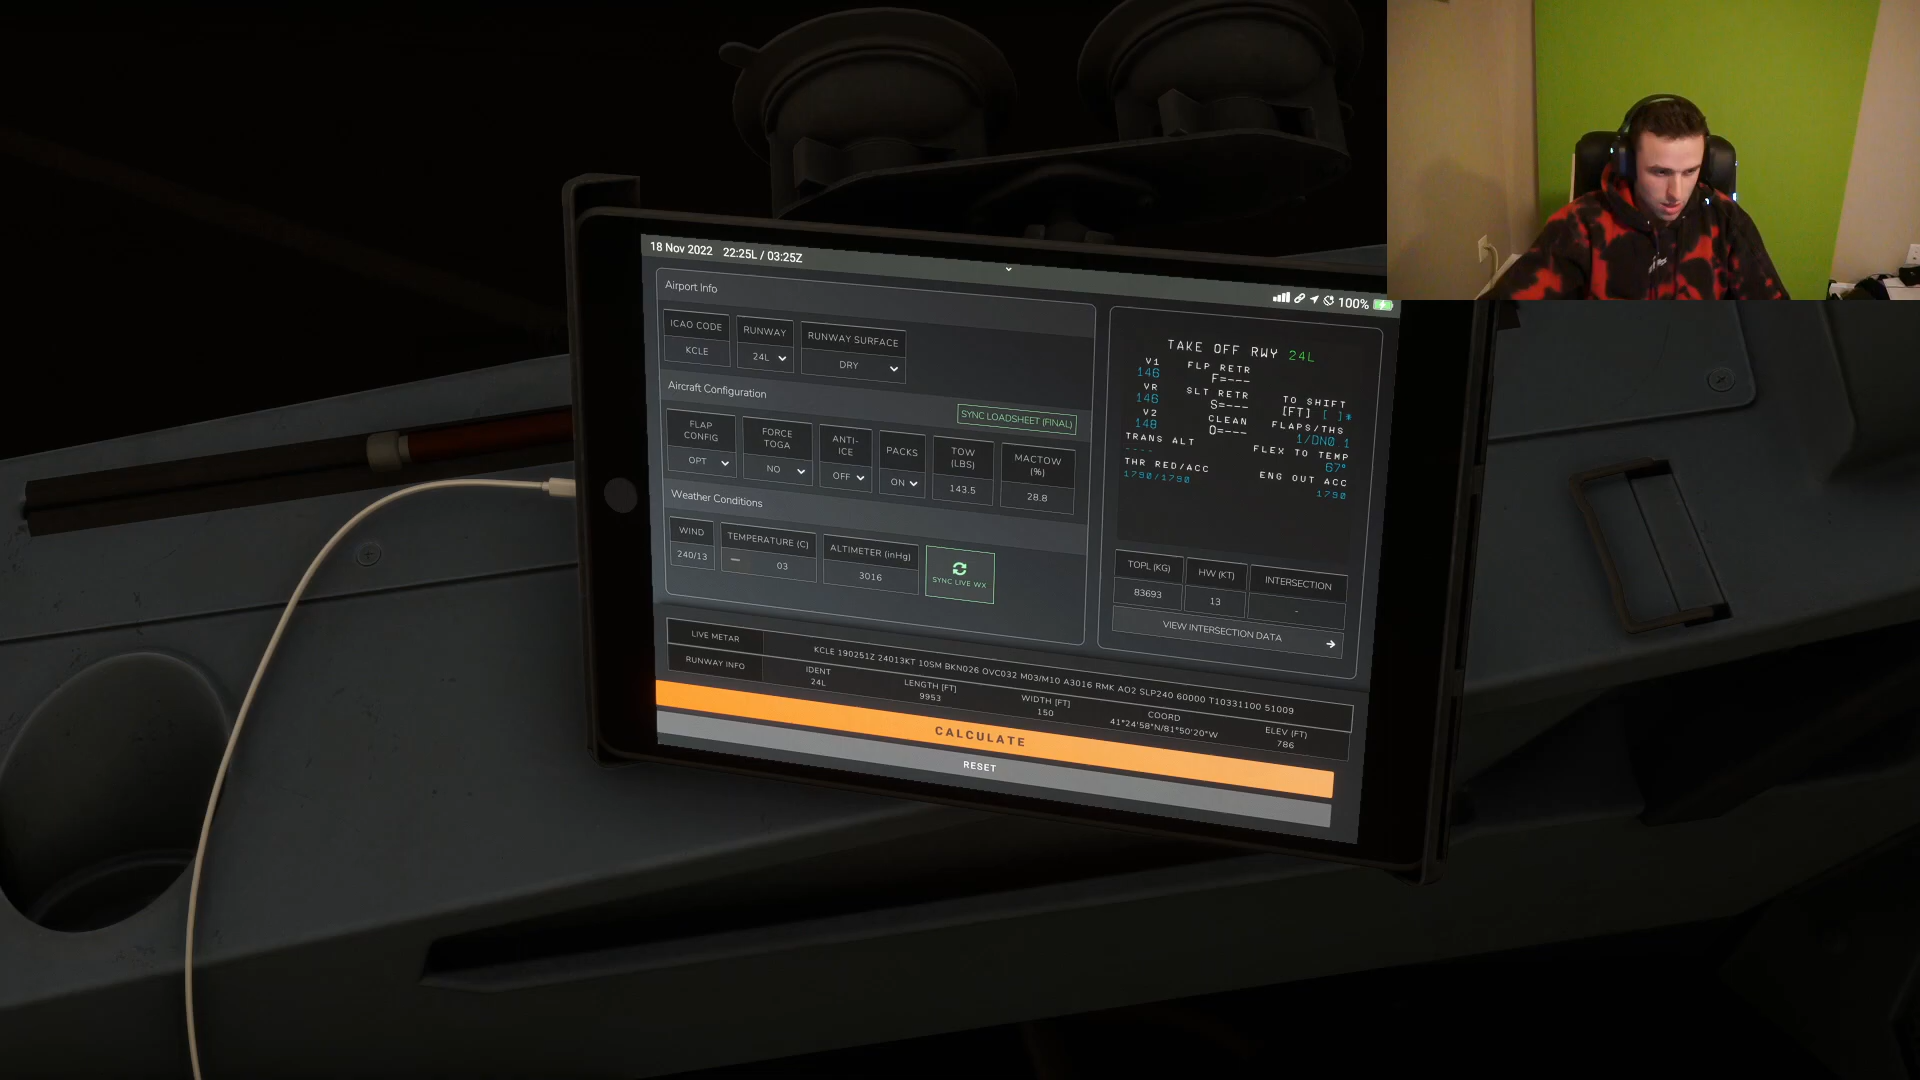 18 Nov 2022 22:25L / 03:25Z
100%
Airport Info
ICAO CODE
KCLE
RUNWAY
24L
RUNWAY SURFACE
DRY
Aircraft Configuration
SYNC LOADSHEET (FINAL)
FLAP CONFIG
OPT
FORCE TOGA
NO
ANTI-ICE
OFF
PACKS
ON
TOW (LBS)
143.5
MACTOW (%)
28.8
Weather Conditions
WIND
240/13
TEMPERATURE (C)
— 03
ALTIMETER (inHg)
3016
SYNC LIVE WX
TAKE OFF RWY 24L
V1
146
FLP RETR
F=---
VR
146
SLT RETR
S=---
TO SHIFT
[FT] [ ]*
V2
148
CLEAN
O=---
FLAPS/THS
1/DN0.1
TRANS ALT
----
FLEX TO TEMP
67°
THR RED/ACC
1790/1790
ENG OUT ACC
1790
TOPL (KG)
83693
HW (KT)
13
INTERSECTION
-
VIEW INTERSECTION DATA
LIVE METAR
KCLE 190251Z 24013KT 10SM BKN026 OVC032 M03/M10 A3016 RMK AO2 SLP240 60000 T10331100 51009
RUNWAY INFO
IDENT
24L
LENGTH [FT]
9953
WIDTH [FT]
150
COORD
41°24'58"N/81°50'20"W
ELEV (FT)
786
CALCULATE
RESET